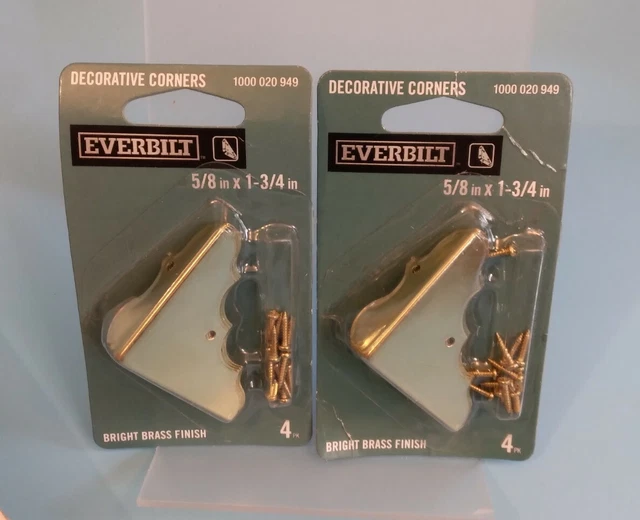 DECORATIVE CORNERS 1000 020 949
EVERBILT
5/8 in x 1-3/4 in
BRIGHT BRASS FINISH 4 PK
DECORATIVE CORNERS 1000 020 949
EVERBILT
5/8 in x 1-3/4 in
BRIGHT BRASS FINISH 4 PK